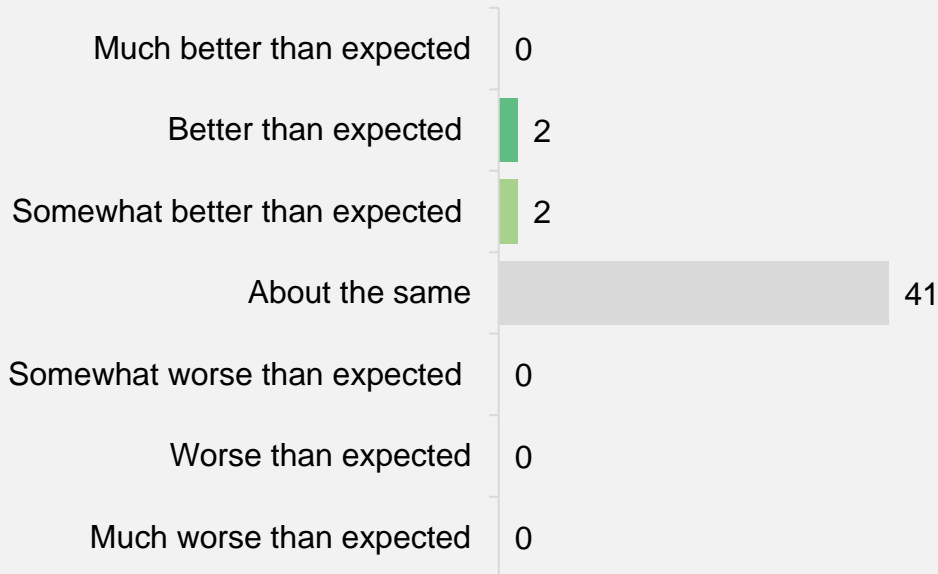 Much better than expected 0
Better than expected 2
Somewhat better than expected 2
About the same 41
Somewhat worse than expected 0
Worse than expected 0
Much worse than expected 0